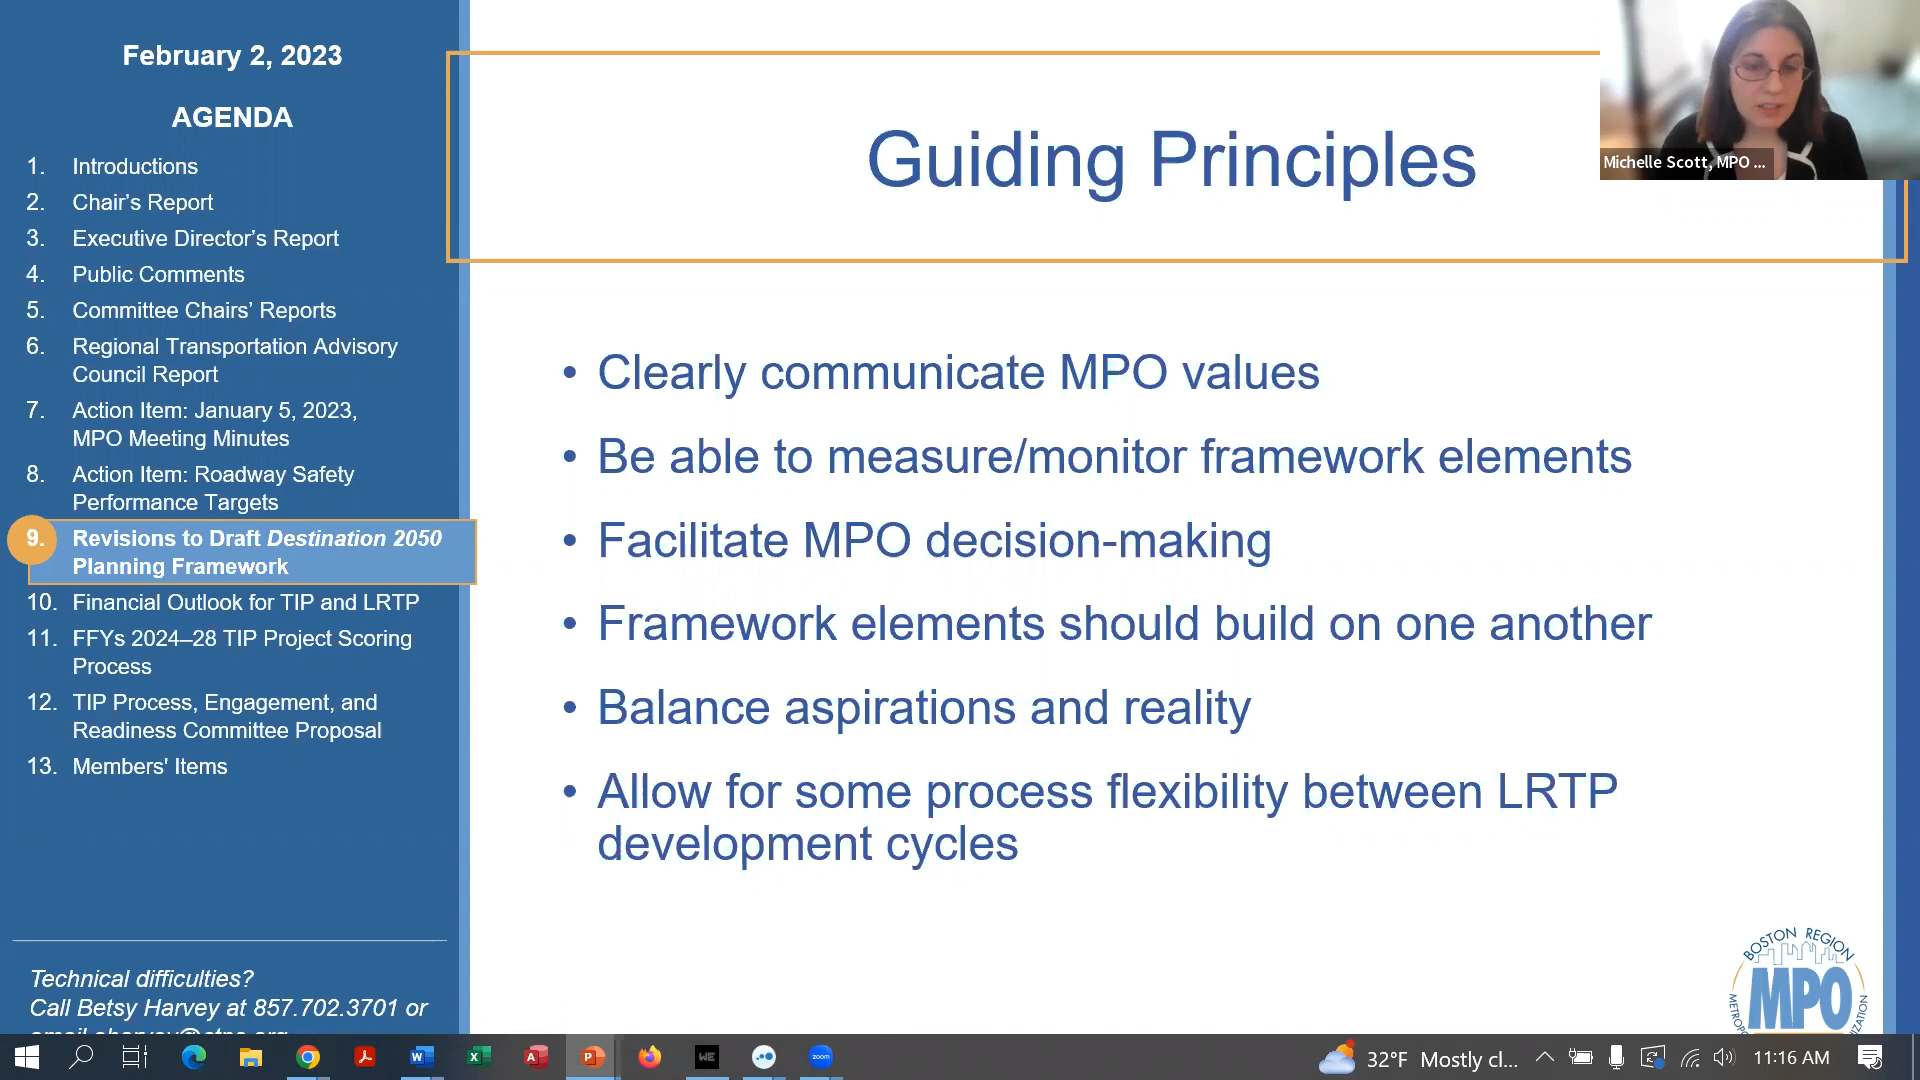 February 2, 2023
AGENDA
1. Introductions
2. Chair’s Report
3. Executive Director’s Report
4. Public Comments
5. Committee Chairs’ Reports
6. Regional Transportation Advisory
Council Report
7. Action Item: January 5, 2023,
MPO Meeting Minutes
8. Action Item: Roadway Safety
Performance Targets
9. Revisions to Draft Destination 2050
Planning Framework
10. Financial Outlook for TIP and LRTP
11. FFYs 2024–28 TIP Project Scoring
Process
12. TIP Process, Engagement, and
Readiness Committee Proposal
13. Members' Items
Technical difficulties?
Call Betsy Harvey at 857.702.3701 or
Guiding Principles
• Clearly communicate MPO values
• Be able to measure/monitor framework elements
• Facilitate MPO decision-making
• Framework elements should build on one another
• Balance aspirations and reality
• Allow for some process flexibility between LRTP
development cycles
Michelle Scott, MPO ...
BOSTON REGION
MPO
32°F Mostly cl...
11:16 AM
WE
zoom